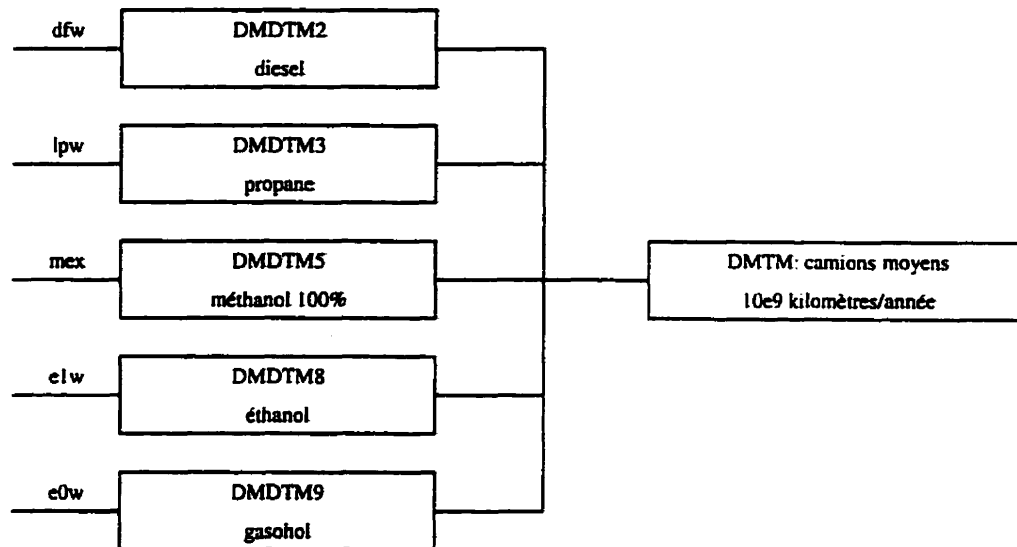 dfw
DMDTM2
diesel
lpw
DMDTM3
propane
mex
DMDTM5
méthanol 100%
DMTM: camions moyens
10e9 kilomètres/année
e1w
DMDTM8
éthanol
e0w
DMDTM9
gasohol